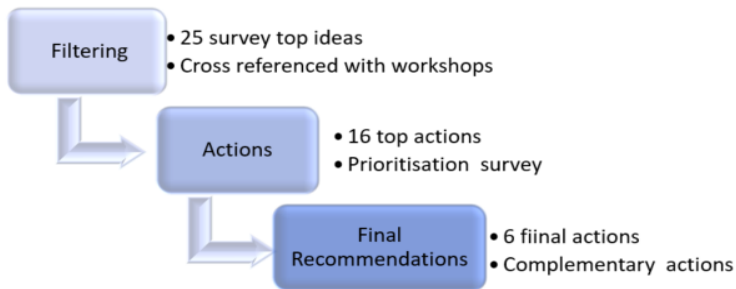 Filtering
• 25 survey top ideas
• Cross referenced with workshops
Actions
• 16 top actions
• Prioritisation survey
Final
Recommendations
• 6 fiinal actions
• Complementary actions